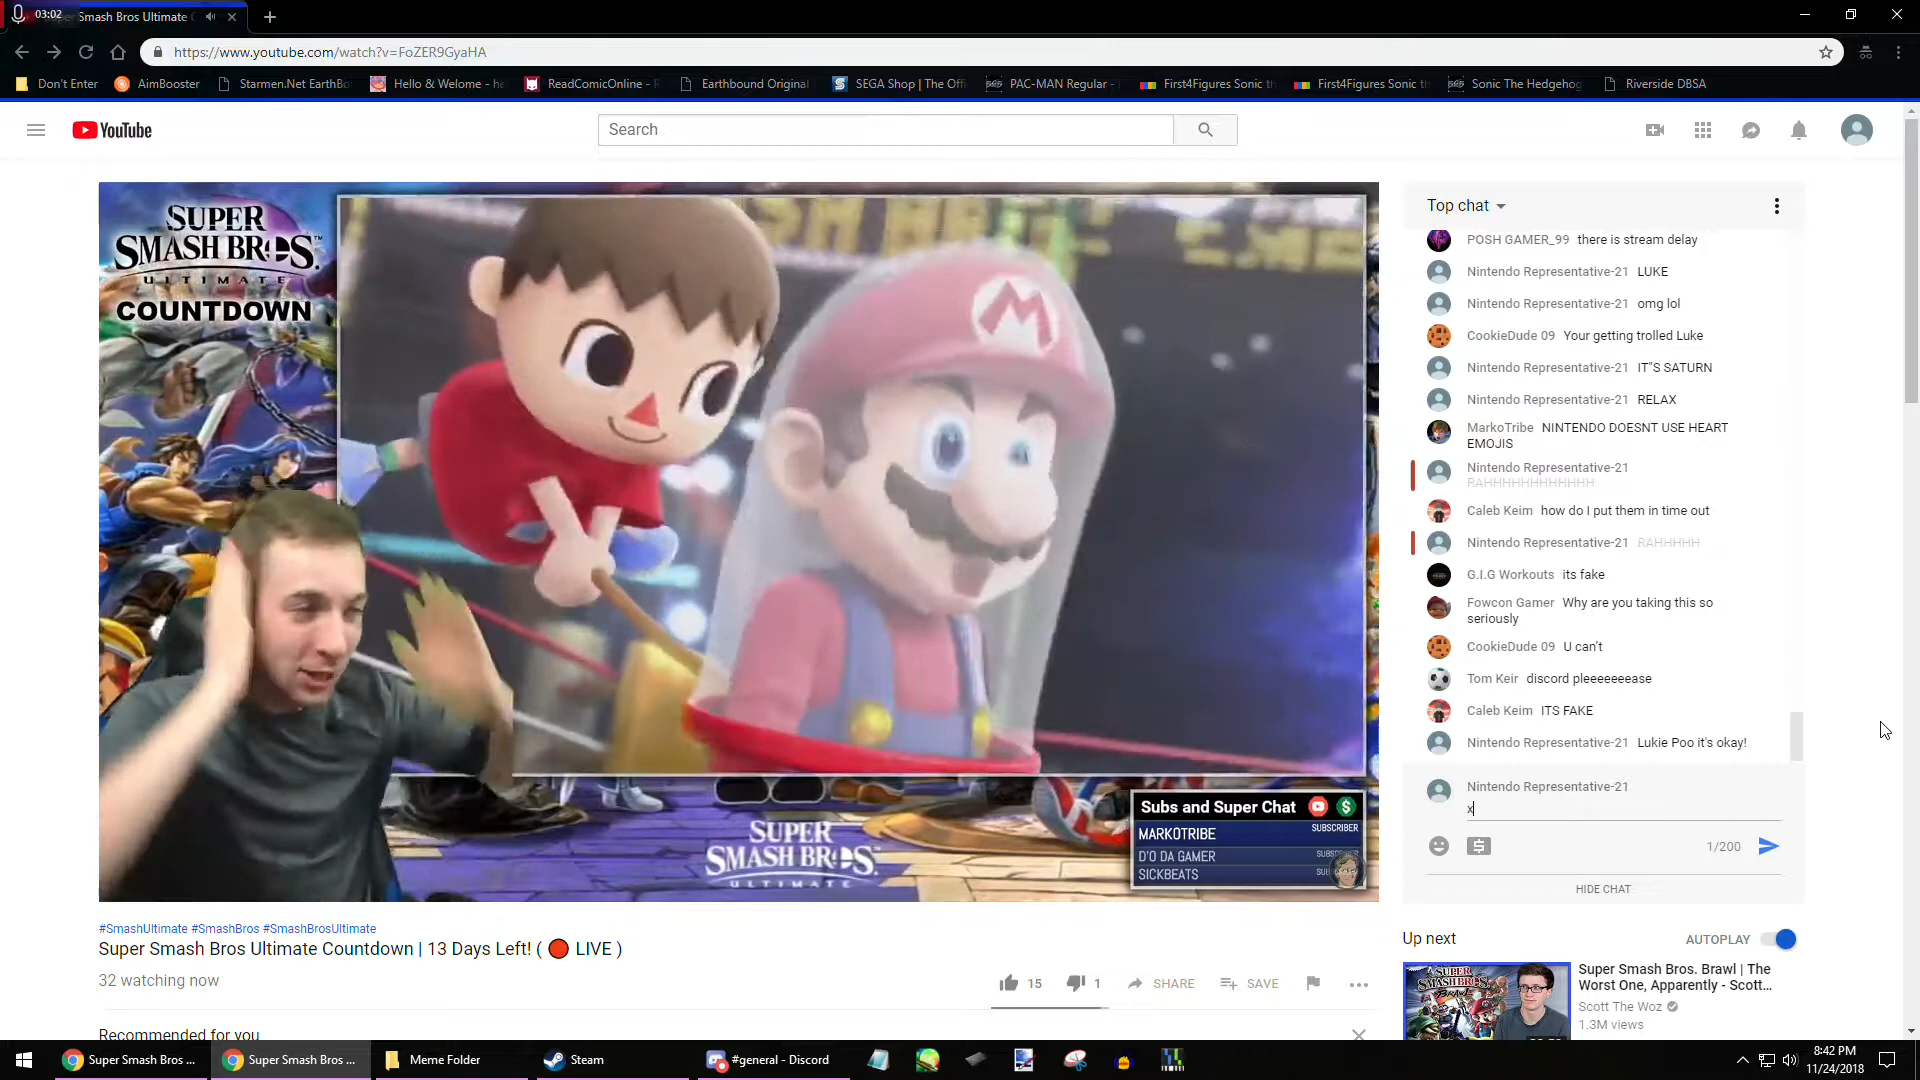 03:02
Super Smash Bros Ultimate C
https://www.youtube.com/watch?v=FoZER9GyaHA
Don't Enter
AimBooster
Starmen.Net EarthBo
Hello & Welome - he
ReadComicOnline - R
Earthbound Original
SEGA Shop | The Offi
PAC-MAN Regular -
First4Figures Sonic th
First4Figures Sonic th
Sonic The Hedgehog
Riverside DBSA
YouTube
Search
SUPER
SMASH BROS
ULTIMATE
COUNTDOWN
M
SUPER
SMASH BROS
ULTIMATE
Subs and Super Chat
MARKOTRIBE SUBSCRIBER
D'O DA GAMER
SICKBEATS
Top chat
POSH GAMER_99 there is stream delay
Nintendo Representative-21 LUKE
Nintendo Representative-21 omg lol
CookieDude 09 Your getting trolled Luke
Nintendo Representative-21 IT"S SATURN
Nintendo Representative-21 RELAX
MarkoTribe NINTENDO DOESNT USE HEART
EMOJIS
Nintendo Representative-21
RAHHHHHHHHHHHH
Caleb Keim how do I put them in time out
Nintendo Representative-21 RAHHHHH
G.I.G Workouts its fake
Fowcon Gamer Why are you taking this so
seriously
CookieDude 09 U can't
Tom Keir discord pleeeeeeease
Caleb Keim ITS FAKE
Nintendo Representative-21 Lukie Poo it's okay!
Nintendo Representative-21
x
1/200
HIDE CHAT
#SmashUltimate #SmashBros #SmashBrosUltimate
Super Smash Bros Ultimate Countdown | 13 Days Left! ( LIVE )
32 watching now
15
1
SHARE
SAVE
Recommended for you
Up next
AUTOPLAY
SUPER
SMASH BROS
BRAWL
Super Smash Bros. Brawl | The
Worst One, Apparently - Scott...
Scott The Woz
1.3M views
Super Smash Bros ...
Super Smash Bros ...
Meme Folder
Steam
#general - Discord
8:42 PM
11/24/2018